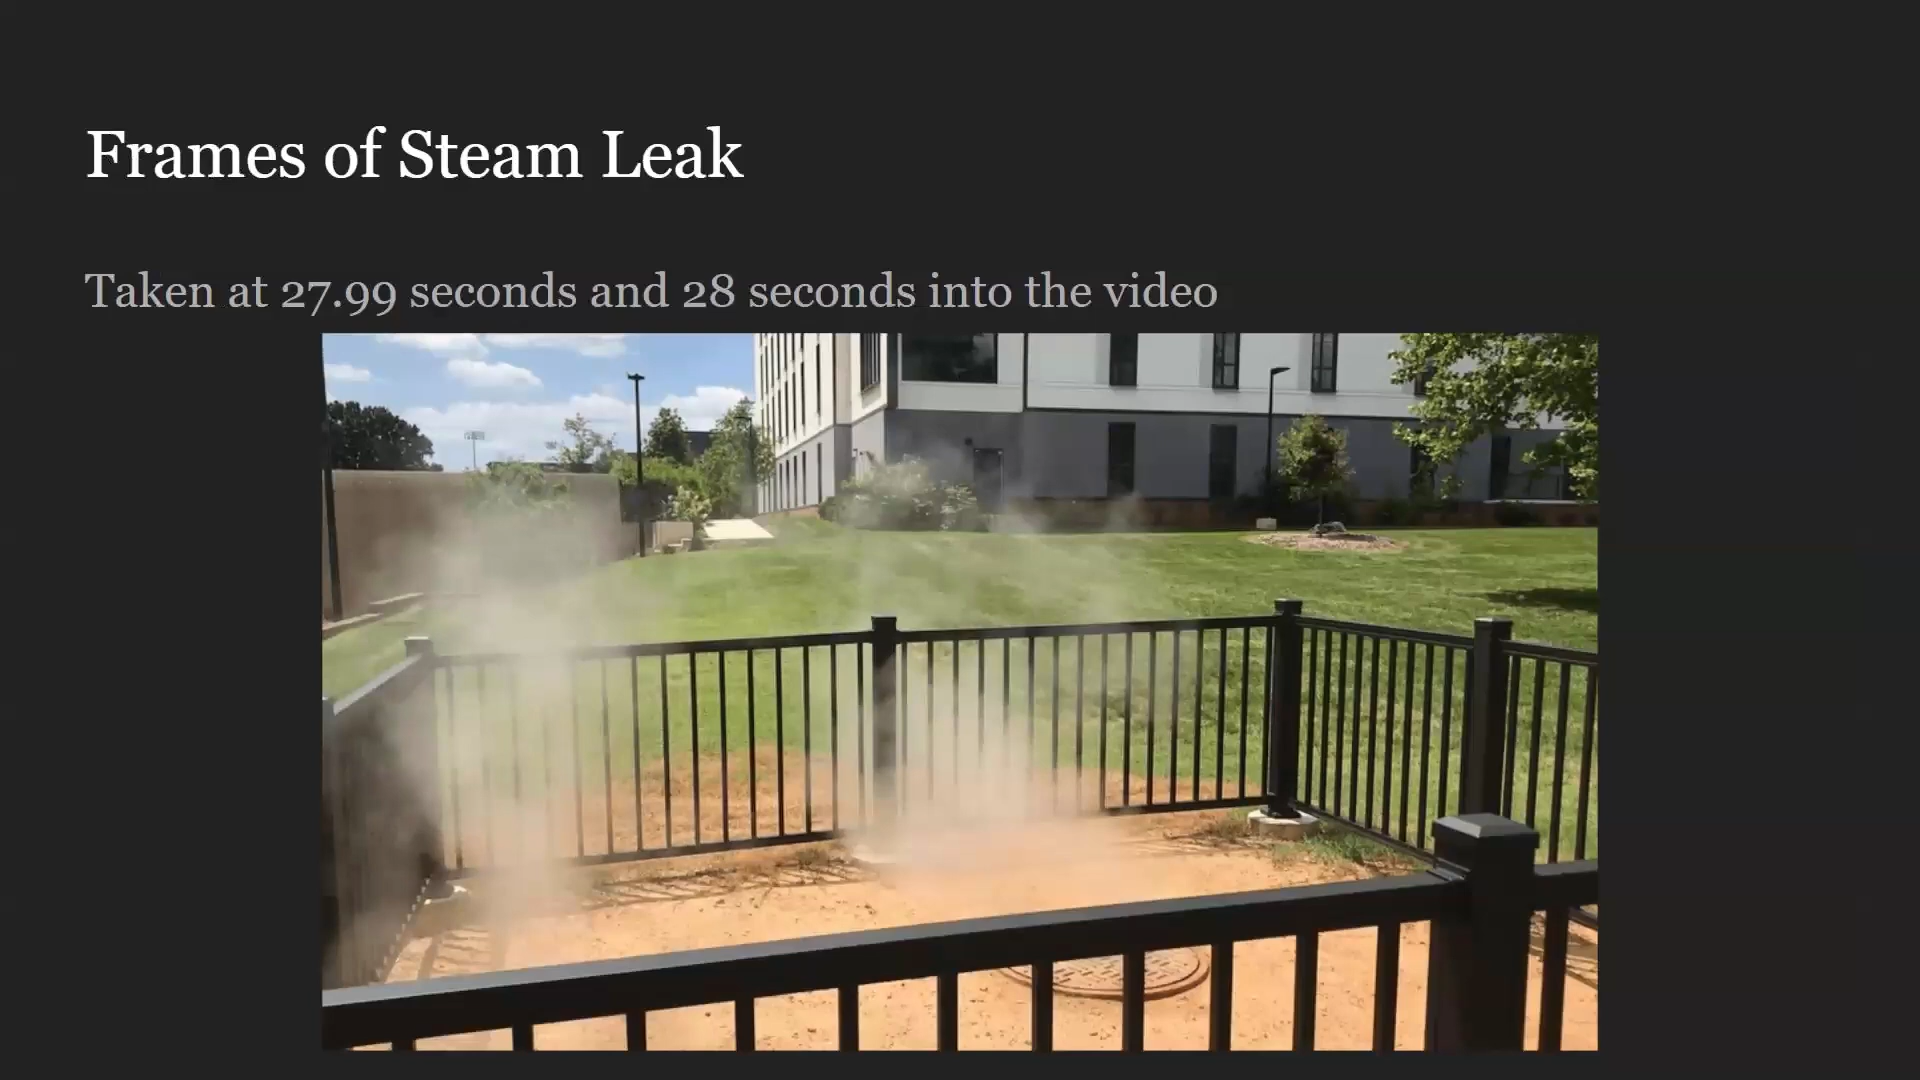 Frames of Steam Leak
Taken at 27.99 seconds and 28 seconds into the video